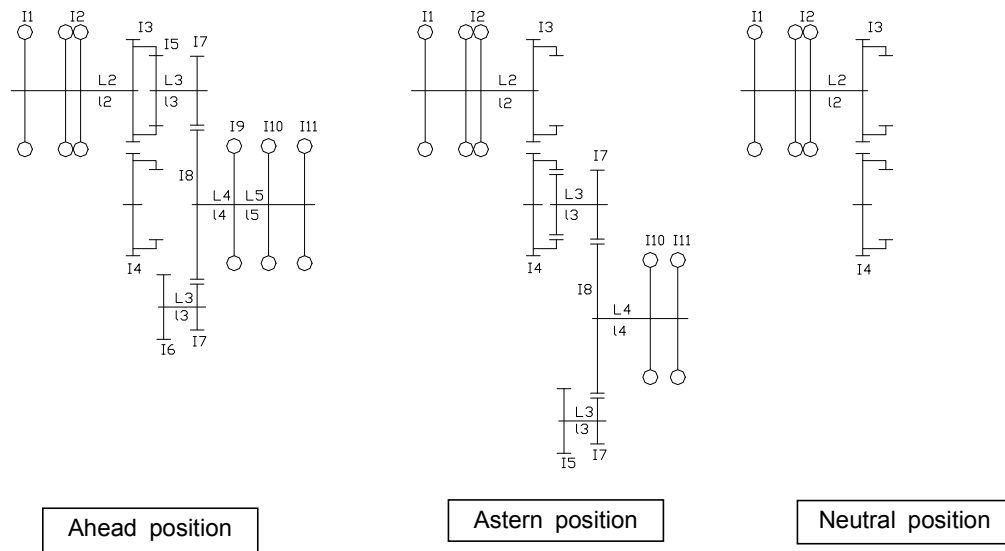 I1 I2 I3 I5 I7
L2 L3
l2 l3
I9 I10 I11
I8
L4 L5
l4 l5
I4
L3
l3
I6 I7
Ahead position
I1 I2 I3
L2
l2
I7
L3
l3
I4
I10 I11
I8
L4
l4
L3
l3
I5 I7
Astern position
I1 I2 I3
L2
l2
I4
Neutral position